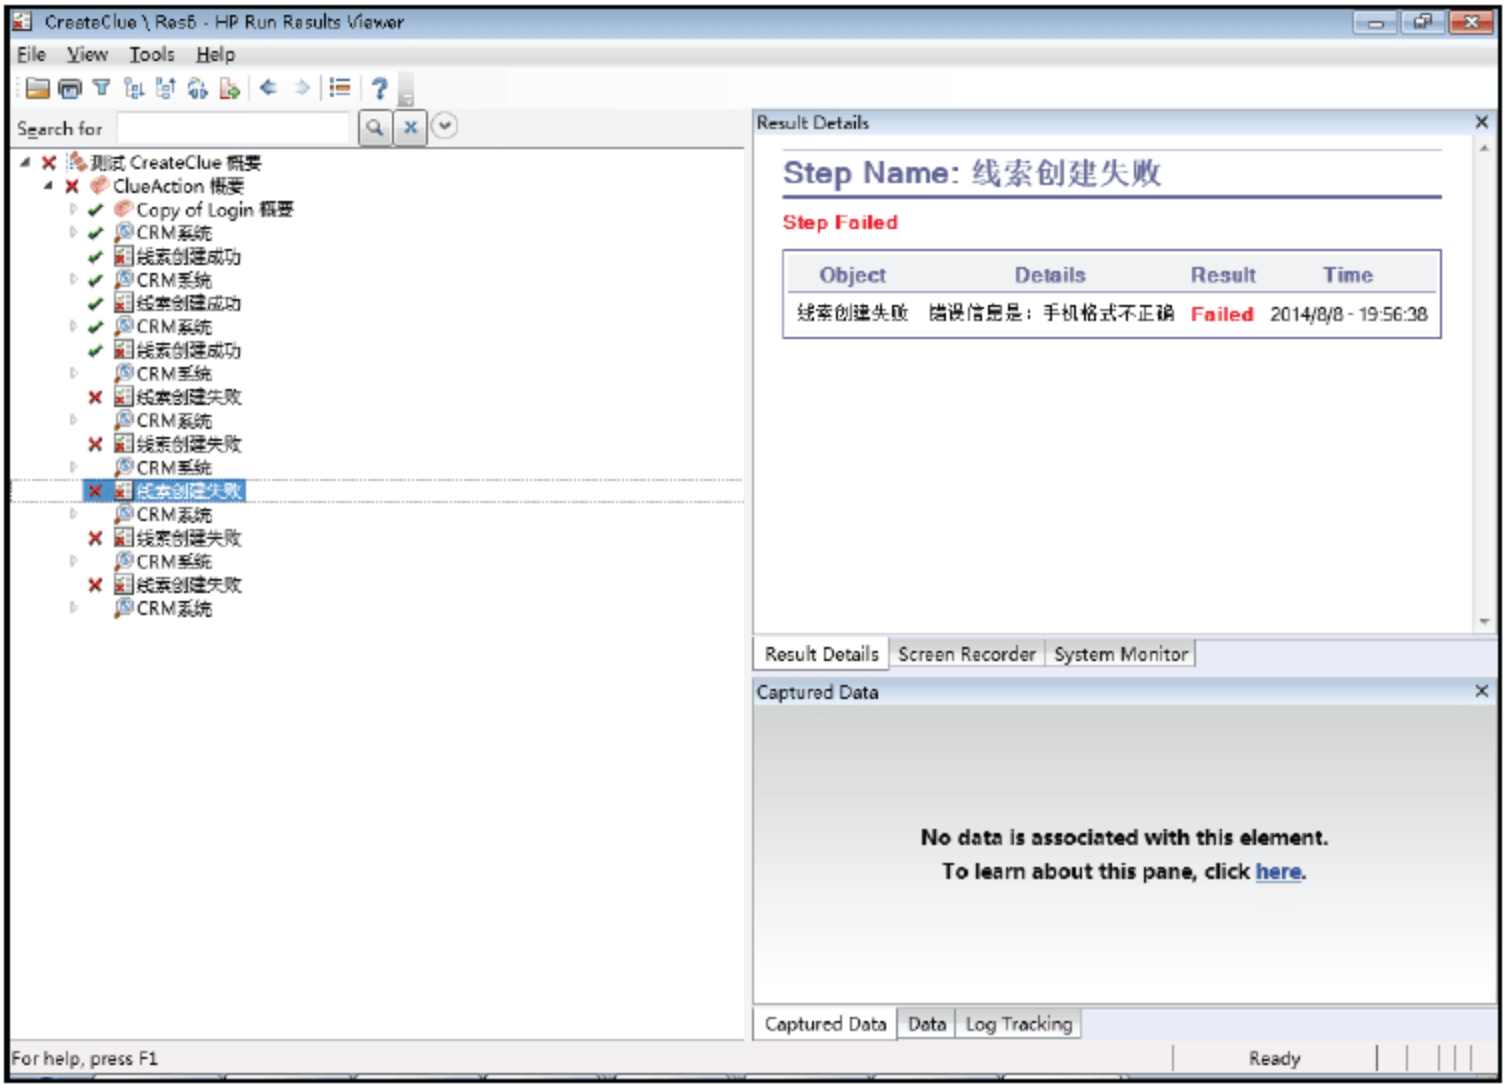 CreateClue \ Res5 - HP Run Results Viewer
File View Tools Help
Search for
测试 CreateClue 概要
ClueAction 概要
Copy of Login 概要
CRM系统
线索创建成功
CRM系统
线索创建成功
CRM系统
线索创建成功
CRM系统
线索创建失败
CRM系统
线索创建失败
CRM系统
线索创建失败
CRM系统
线索创建失败
CRM系统
线索创建失败
CRM系统
Result Details
Step Name: 线索创建失败
Step Failed
Object Details Result Time
线索创建失败 错误信息是：手机格式不正确 Failed 2014/8/8 - 19:56:38
Result Details Screen Recorder System Monitor
Captured Data
No data is associated with this element.
To learn about this pane, click here.
Captured Data Data Log Tracking
For help, press F1
Ready